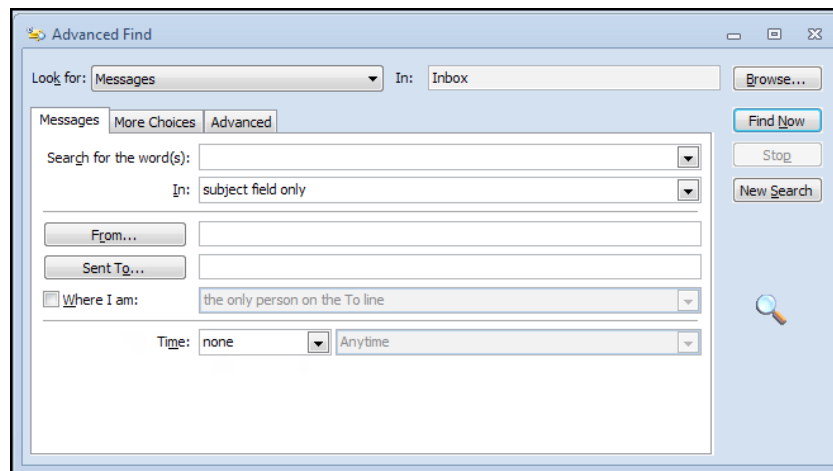 Advanced Find
Look for: Messages In: Inbox Browse...
Messages More Choices Advanced Find Now
Search for the word(s): Stop
In: subject field only New Search
From...
Sent To...
Where I am: the only person on the To line
Time: none Anytime